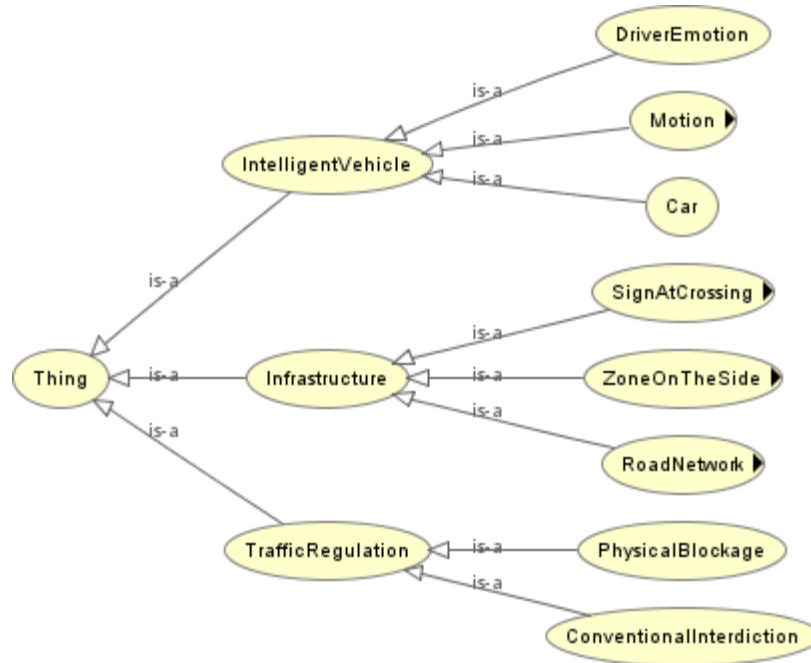 DriverEmotion
is-a
Motion
is-a
IntelligentVehicle
is-a
Car
is-a
SignAtCrossing
is-a
Thing
is-a
Infrastructure
is-a
ZoneOnTheSide
is-a
is-a
RoadNetwork
TrafficRegulation
is-a
PhysicalBlockage
is-a
ConventionalInterdiction